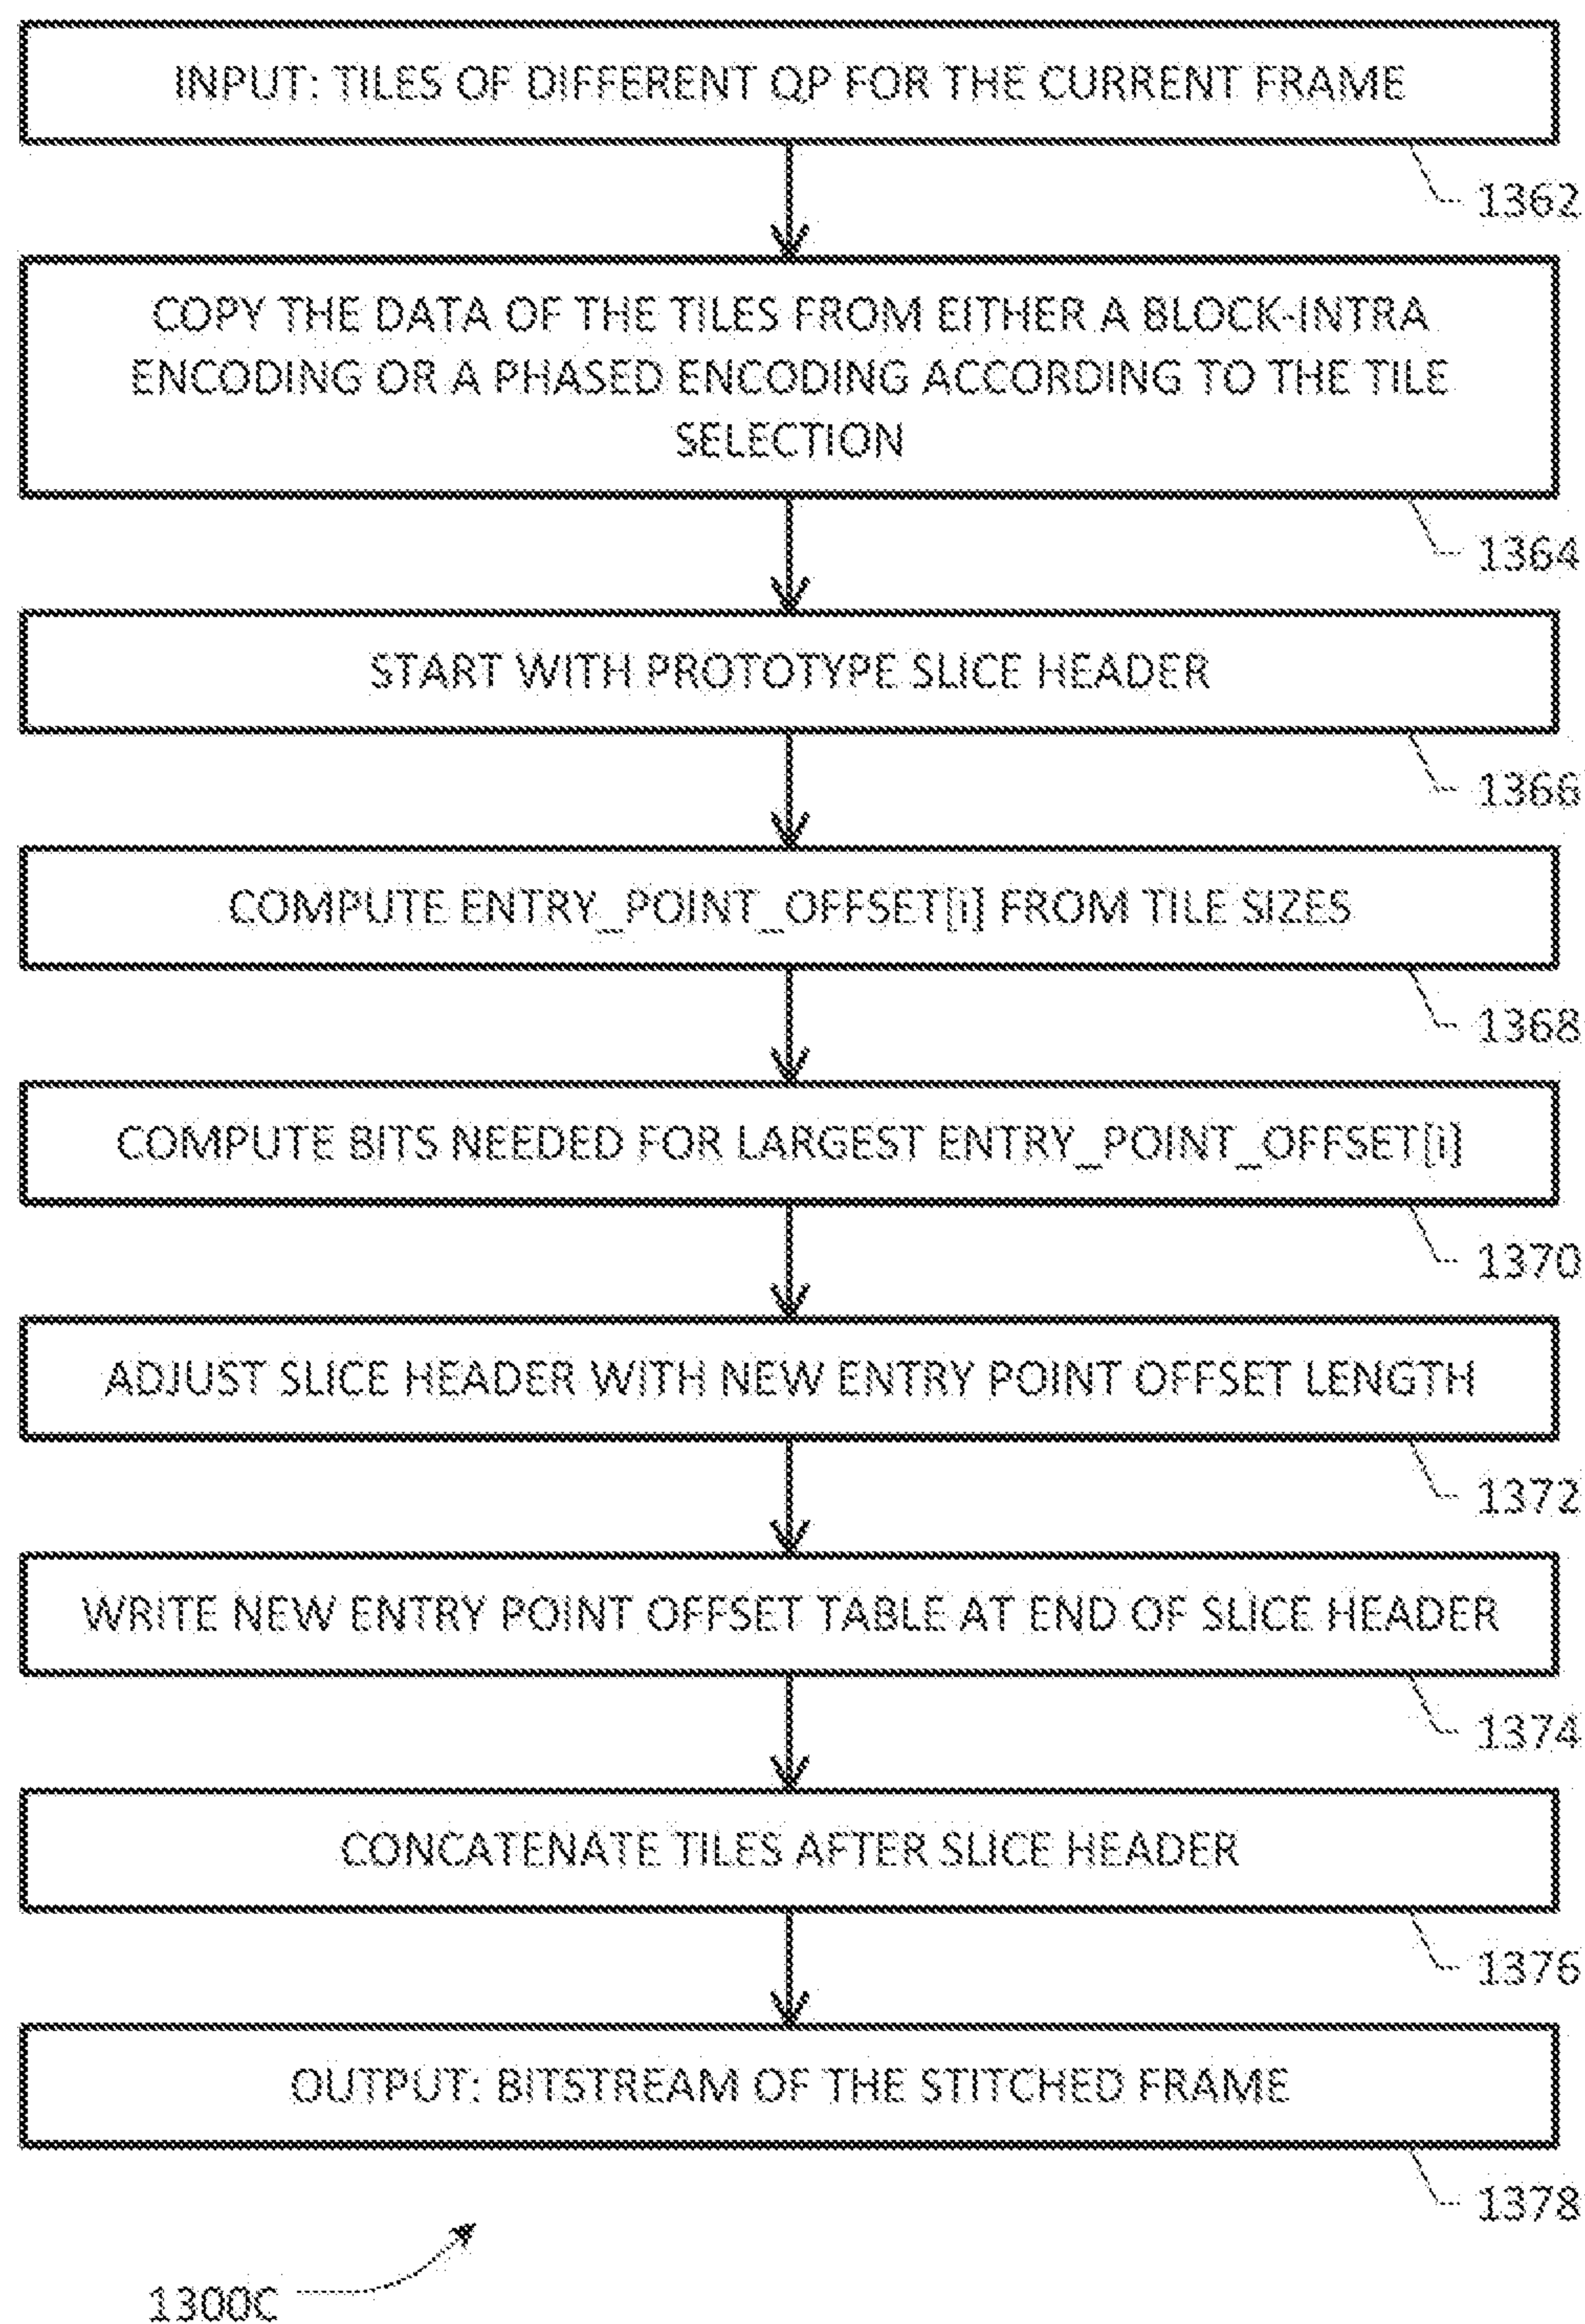 INPUT: TILES OF DIFFERENT QP FOR THE CURRENT FRAME
1362
COPY THE DATA OF THE TILES FROM EITHER A BLOCK-INTRA
ENCODING OR A PHASED ENCODING ACCORDING TO THE TILE
SELECTION
1364
START WITH PROTOTYPE SLICE HEADER
1366
COMPUTE ENTRY_POINT_OFFSET[i] FROM TILE SIZES
1368
COMPUTE BITS NEEDED FOR LARGEST ENTRY_POINT_OFFSET[i]
1370
ADJUST SLICE HEADER WITH NEW ENTRY POINT OFFSET LENGTH
1372
WRITE NEW ENTRY POINT OFFSET TABLE AT END OF SLICE HEADER
1374
CONCATENATE TILES AFTER SLICE HEADER
1376
OUTPUT: BITSTREAM OF THE STITCHED FRAME
1378
1300C